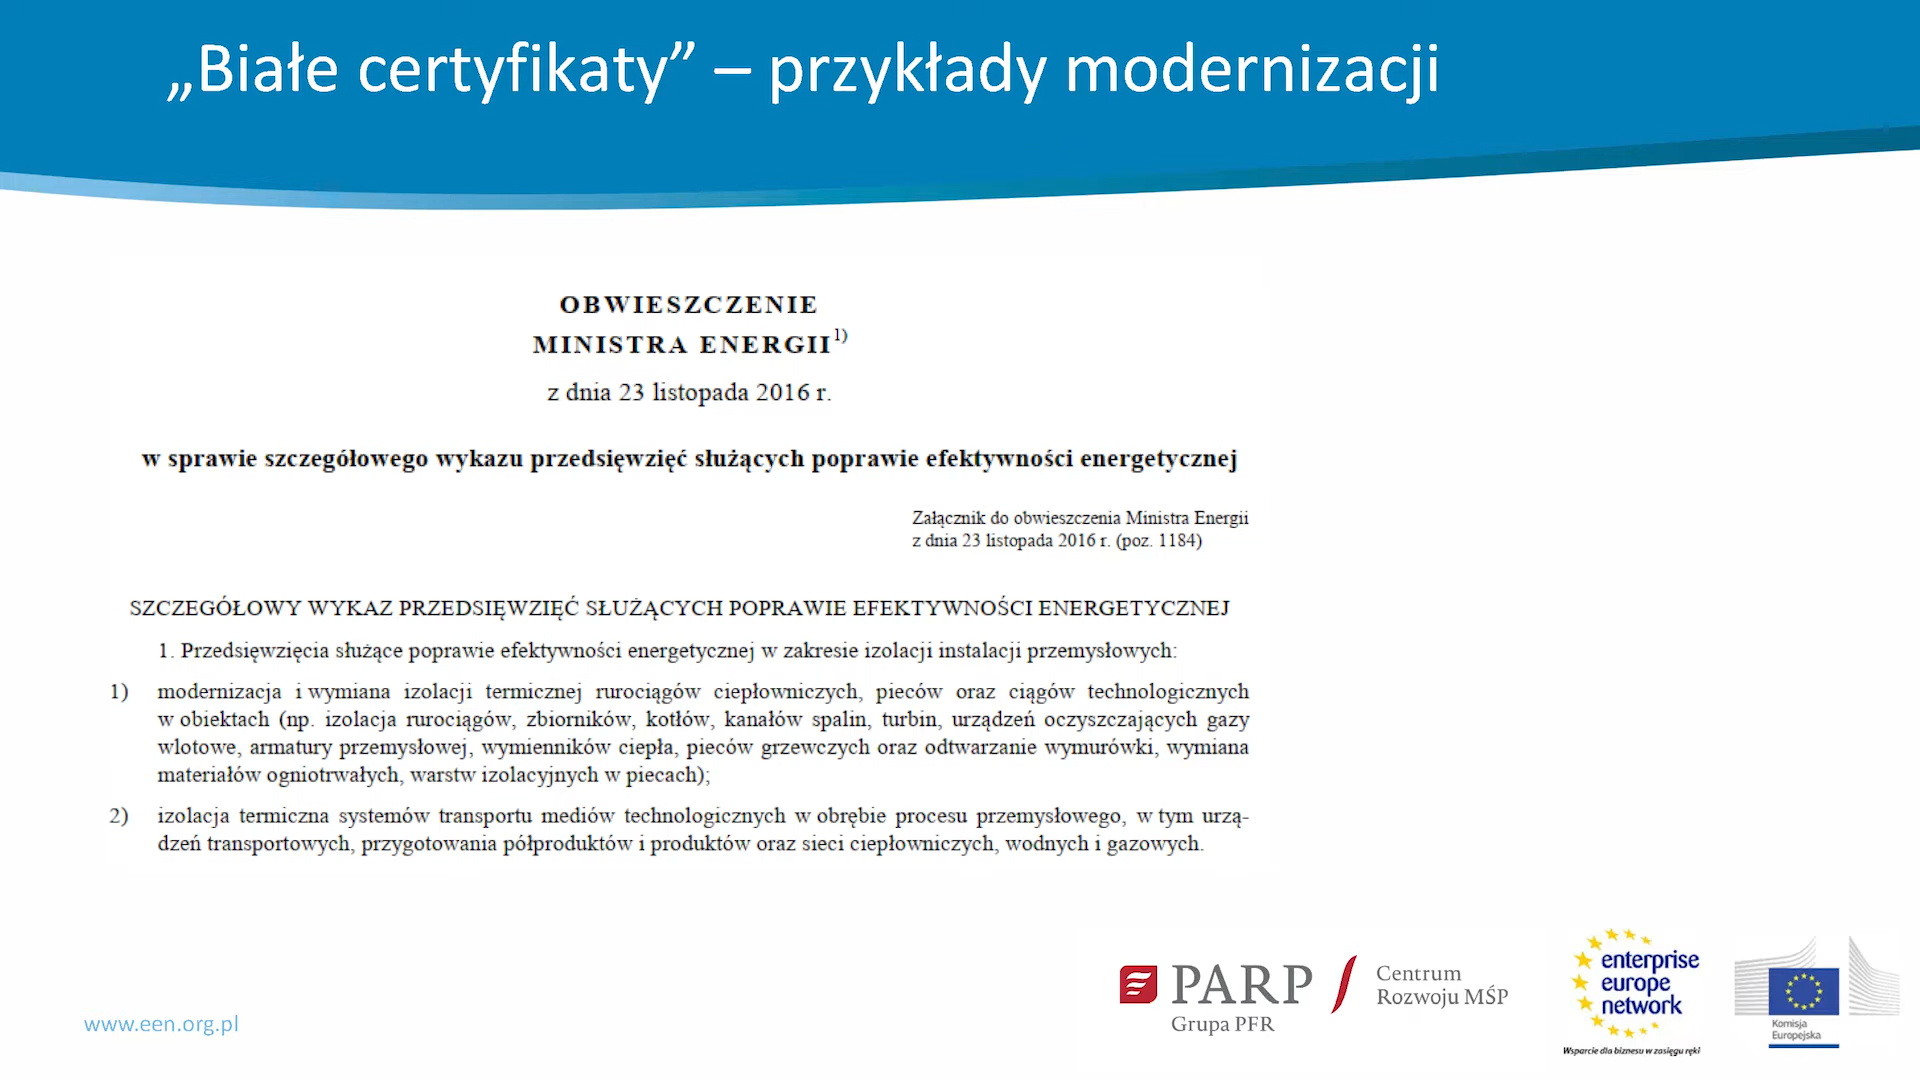 „Białe certyfikaty” – przykłady modernizacji
OBWIESZCZENIE
MINISTRA ENERGII1)
z dnia 23 listopada 2016 r.
w sprawie szczegółowego wykazu przedsięwzięć służących poprawie efektywności energetycznej
Załącznik do obwieszczenia Ministra Energii
z dnia 23 listopada 2016 r. (poz. 1184)
SZCZEGÓŁOWY WYKAZ PRZEDSIĘWZIĘĆ SŁUŻĄCYCH POPRAWIE EFEKTYWNOŚCI ENERGETYCZNEJ
1. Przedsięwzięcia służące poprawie efektywności energetycznej w zakresie izolacji instalacji przemysłowych:
1) modernizacja i wymiana izolacji termicznej rurociągów ciepłowniczych, pieców oraz ciągów technologicznych
w obiektach (np. izolacja rurociągów, zbiorników, kotłów, kanałów spalin, turbin, urządzeń oczyszczających gazy
wlotowe, armatury przemysłowej, wymienników ciepła, pieców grzewczych oraz odtwarzanie wymurówki, wymiana
materiałów ogniotrwałych, warstw izolacyjnych w piecach);
2) izolacja termiczna systemów transportu mediów technologicznych w obrębie procesu przemysłowego, w tym urzą-
dzeń transportowych, przygotowania półproduktów i produktów oraz sieci ciepłowniczych, wodnych i gazowych.
www.een.org.pl
PARP
Grupa PFR
Centrum
Rozwoju MŚP
enterprise
europe
network
Wsparcie dla biznesu w zasięgu ręki
Komisja
Europejska